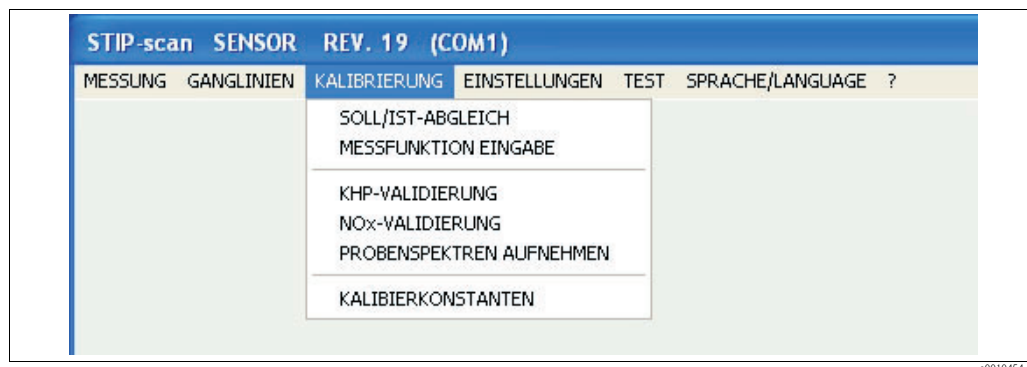 STIP-scan SENSOR REV. 19 (COM1)
MESSUNG GANGLINIEN KALIBRIERUNG EINSTELLUNGEN TEST SPRACHE/LANGUAGE ?
SOLL/IST-ABGLEICH
MESSFUNKTION EINGABE
KHP-VALIDIERUNG
NOx-VALIDIERUNG
PROBENSPEKTREN AUFNEHMEN
KALIBIERKONSTANTEN